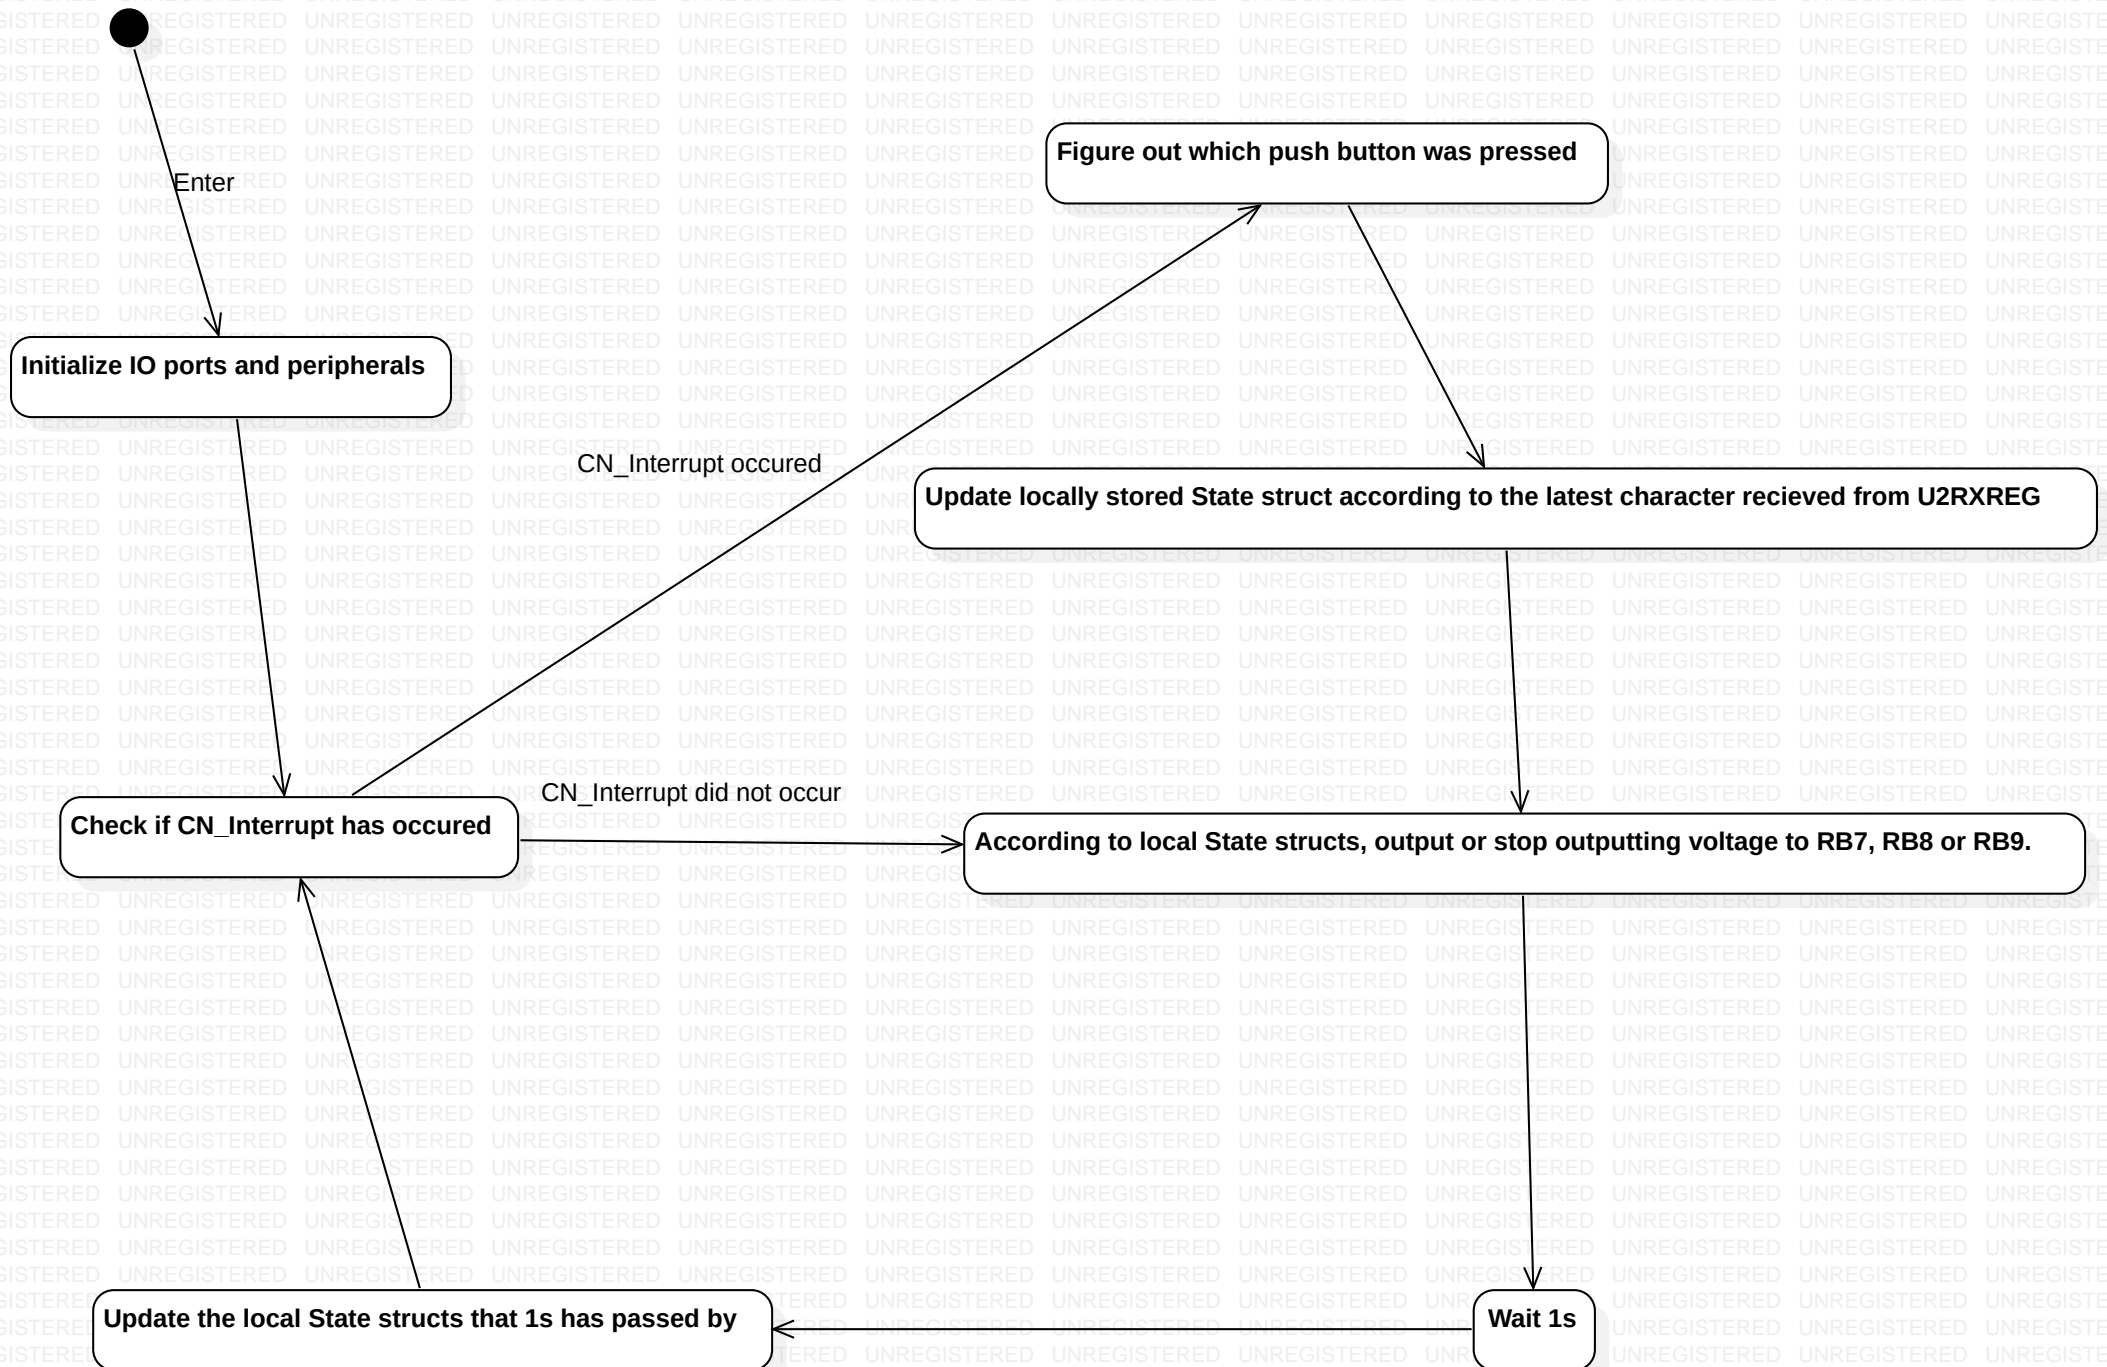 Enter
Figure out which push button was pressed
Initialize IO ports and peripherals
CN_Interrupt occured
Update locally stored State struct according to the latest character recieved from U2RXREG
CN_Interrupt did not occur
Check if CN_Interrupt has occured
According to local State structs, output or stop outputting voltage to RB7, RB8 or RB9.
Update the local State structs that 1s has passed by
Wait 1s
UNREGISTERED